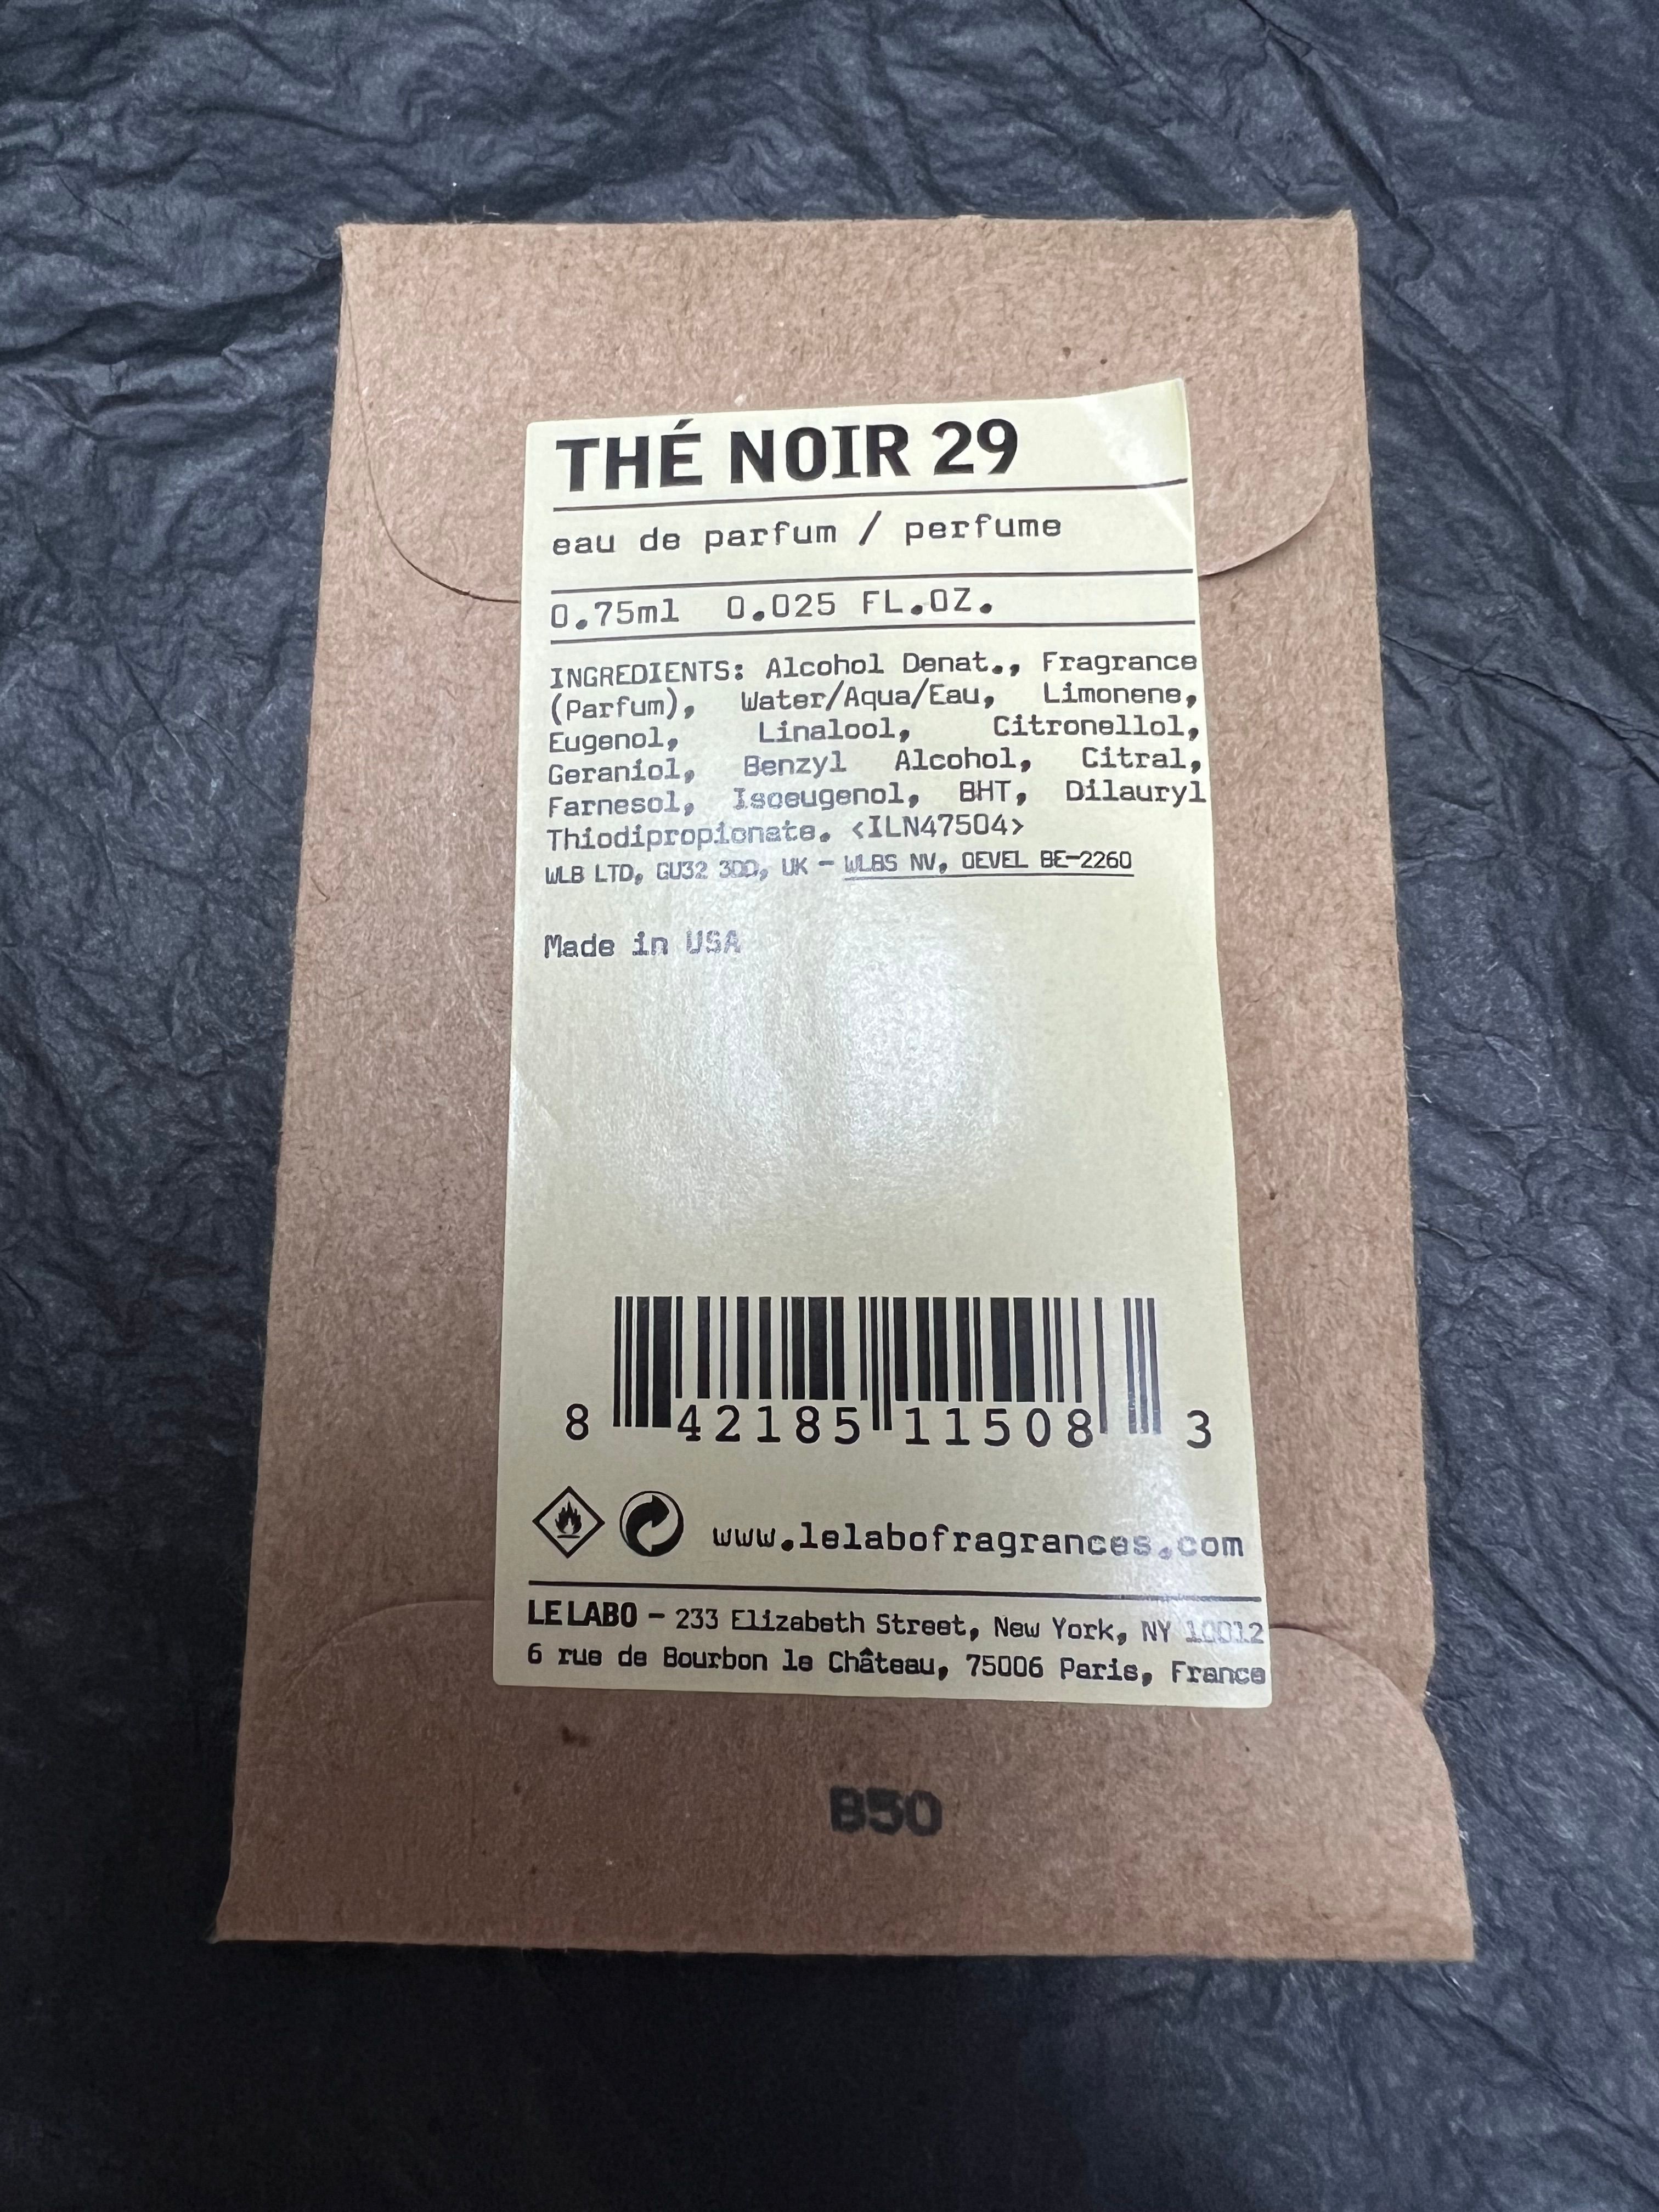 THÉ NOIR 29
eau de parfum / perfume
0.75ml 0.025 FL.OZ.
INGREDIENTS: Alcohol Denat., Fragrance
(Parfum), Water/Aqua/Eau, Limonene,
Eugenol, Linalool, Citronellol,
Geraniol, Benzyl Alcohol, Citral,
Farnesol, Isoeugenol, BHT, Dilauryl
Thiodipropionate. <ILN47504>
WLB LTD, GU32 3DD, UK - WLBS NV, OEVEL BE-2260
Made in USA
8 42185 11508 3
www.lelabofragrances.com
LE LABO - 233 Elizabeth Street, New York, NY 10012
6 rue de Bourbon le Château, 75006 Paris, France
B50